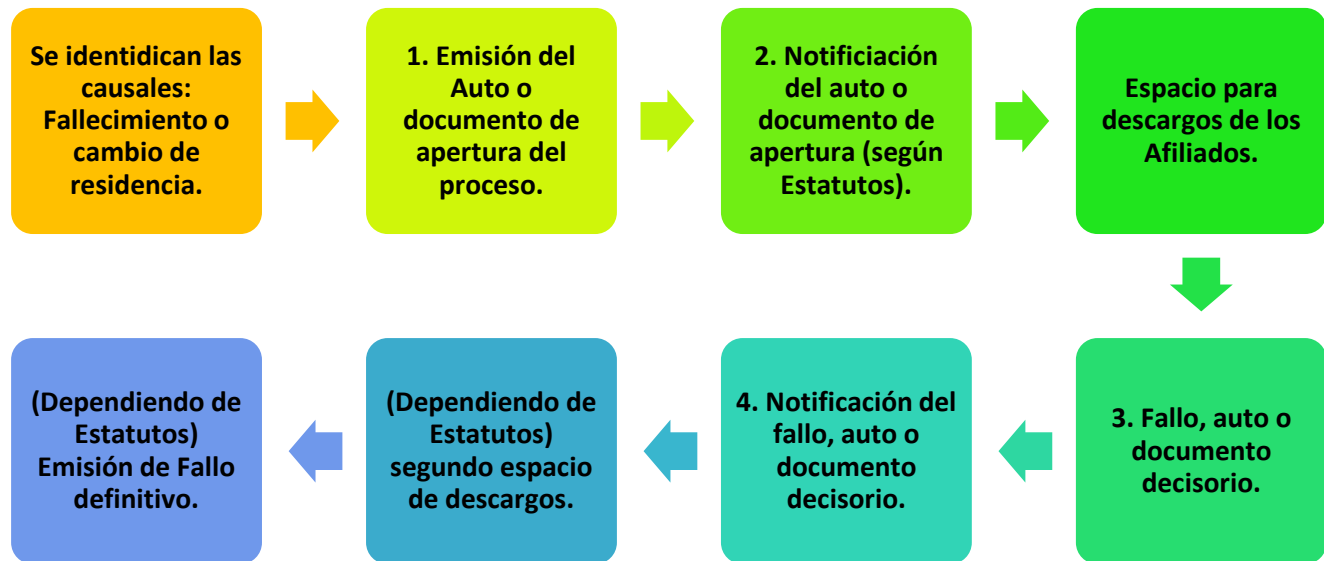 Se identidican las
causales:
Fallecimiento o
cambio de
residencia.
1. Emisión del
Auto o
documento de
apertura del
proceso.
2. Notificiación
del auto o
documento de
apertura (según
Estatutos).
Espacio para
descargos de los
Afiliados.
3. Fallo, auto o
documento
decisorio.
4. Notificación del
fallo, auto o
documento
decisorio.
(Dependiendo de
Estatutos)
segundo espacio
de descargos.
(Dependiendo de
Estatutos)
Emisión de Fallo
definitivo.